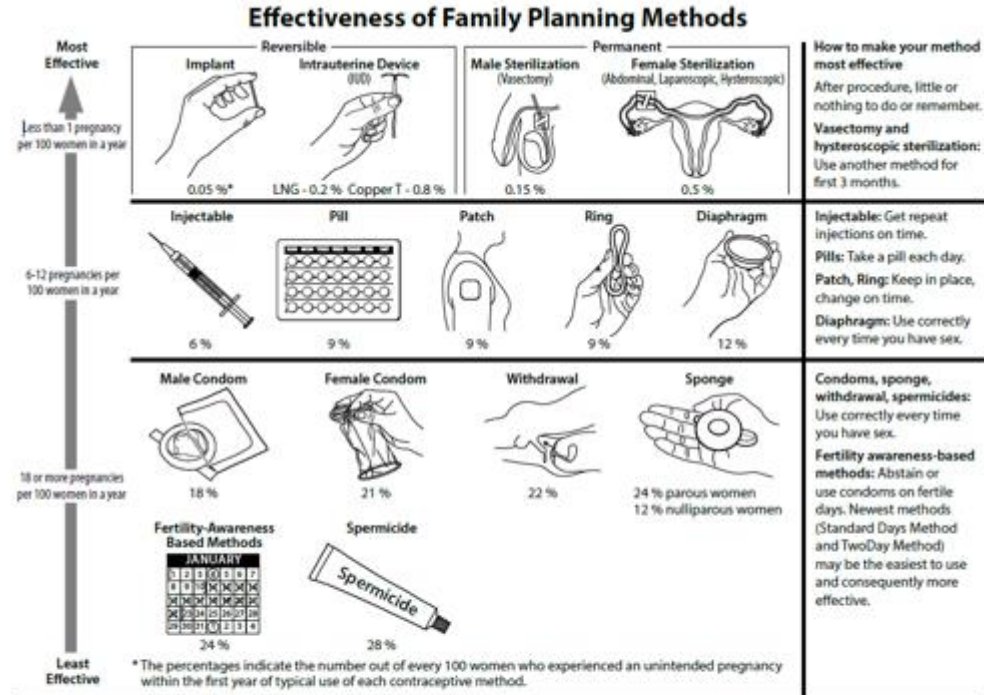 Effectiveness of Family Planning Methods
Most
Effective
Less than 1 pregnancy
per 100 women in a year
6-12 pregnancies per
100 women in a year
18 or more pregnancies
per 100 women in a year
Least
Effective
Reversible
Permanent
Implant
0.05 %*
Intrauterine Device
(IUD)
LNG - 0.2 % Copper T - 0.8 %
Male Sterilization
(Vasectomy)
0.15 %
Female Sterilization
(Abdominal, Laparoscopic, Hysteroscopic)
0.5 %
How to make your method
most effective
After procedure, little or
nothing to do or remember.
Vasectomy and
hysteroscopic sterilization:
Use another method for
first 3 months.
Injectable
6 %
Pill
9 %
Patch
9 %
Ring
9 %
Diaphragm
12 %
Injectable: Get repeat
injections on time.
Pills: Take a pill each day.
Patch, Ring: Keep in place,
change on time.
Diaphragm: Use correctly
every time you have sex.
Male Condom
18 %
Female Condom
21 %
Withdrawal
22 %
Sponge
24 % parous women
12 % nulliparous women
Fertility-Awareness
Based Methods
JANUARY
24 %
Spermicide
Spermicide
28 %
Condoms, sponge,
withdrawal, spermicides:
Use correctly every time
you have sex.
Fertility awareness-based
methods: Abstain or
use condoms on fertile
days. Newest methods
(Standard Days Method
and TwoDay Method)
may be the easiest to use
and consequently more
effective.
* The percentages indicate the number out of every 100 women who experienced an unintended pregnancy
within the first year of typical use of each contraceptive method.